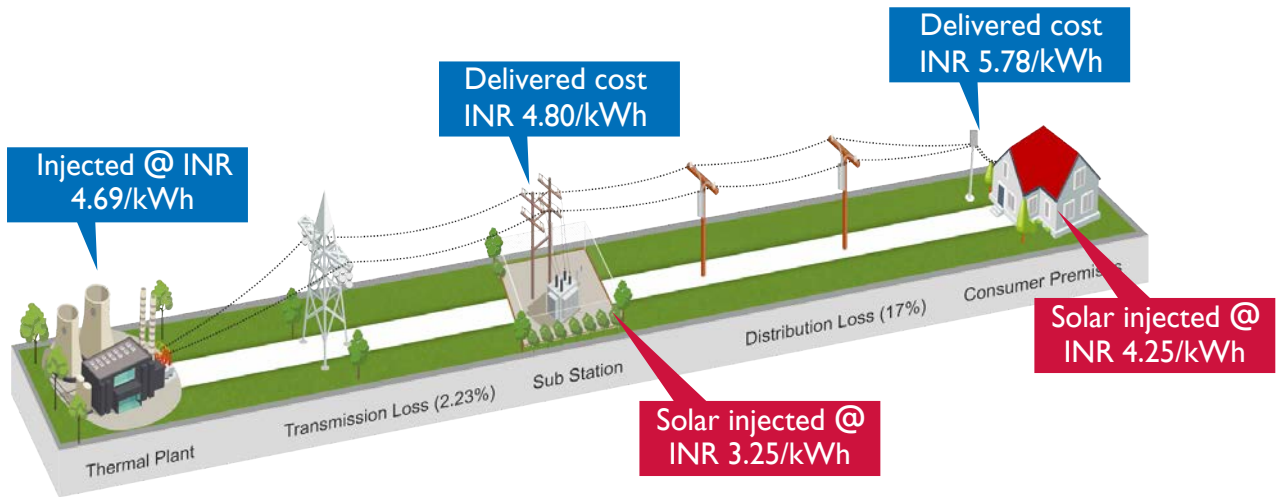 Injected @ INR
4.69/kWh
Delivered cost
INR 4.80/kWh
Delivered cost
INR 5.78/kWh
Thermal Plant
Transmission Loss (2.23%)
Sub Station
Distribution Loss (17%)
Consumer Premises
Solar injected @
INR 3.25/kWh
Solar injected @
INR 4.25/kWh